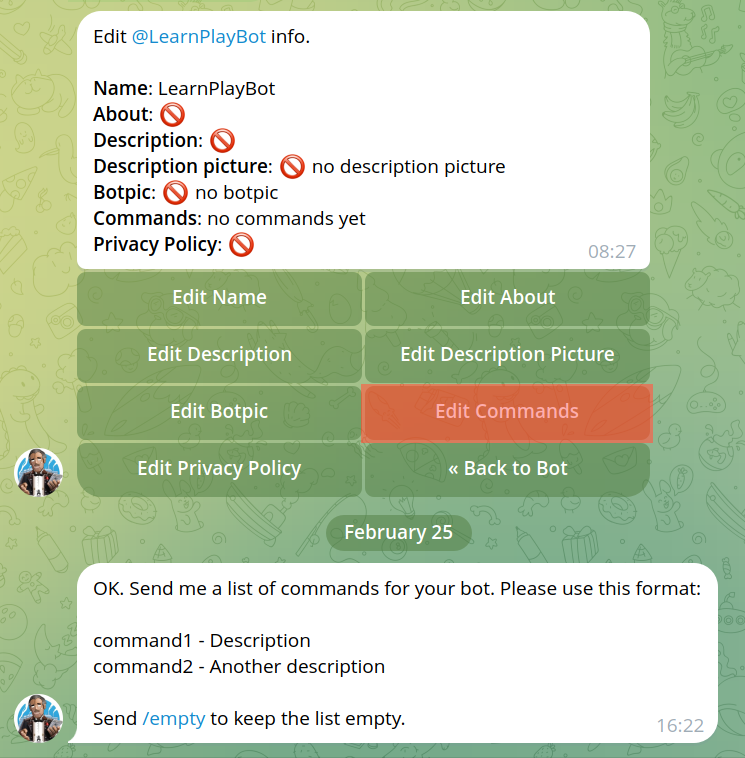 Edit @LearnPlayBot info.
Name: LearnPlayBot
About: 🚫
Description: 🚫
Description picture: 🚫 no description picture
Botpic: 🚫 no botpic
Commands: no commands yet
Privacy Policy: 🚫
08:27
Edit Name
Edit About
Edit Description
Edit Description Picture
Edit Botpic
Edit Commands
Edit Privacy Policy
« Back to Bot
February 25
OK. Send me a list of commands for your bot. Please use this format:
command1 - Description
command2 - Another description
Send /empty to keep the list empty.
16:22